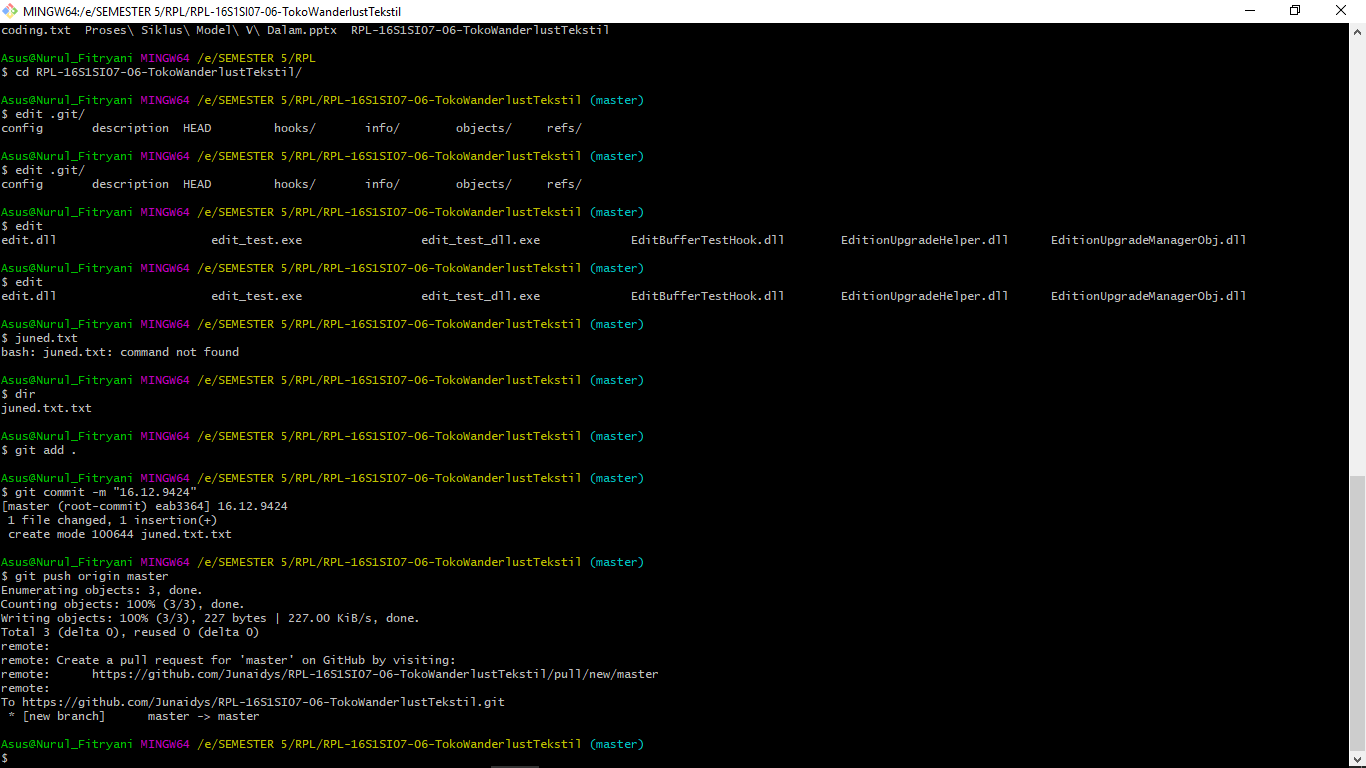 MINGW64:/e/SEMESTER 5/RPL/RPL-16S1SI07-06-TokoWanderlustTekstil
coding.txt  Proses\ Siklus\ Model\ V\ Dalam.pptx  RPL-16S1SI07-06-TokoWanderlustTekstil
Asus@Nurul_Fitryani MINGW64 /e/SEMESTER 5/RPL
$ cd RPL-16S1SI07-06-TokoWanderlustTekstil/
Asus@Nurul_Fitryani MINGW64 /e/SEMESTER 5/RPL/RPL-16S1SI07-06-TokoWanderlustTekstil (master)
$ edit .git/
config       description  HEAD         hooks/       info/        objects/     refs/
Asus@Nurul_Fitryani MINGW64 /e/SEMESTER 5/RPL/RPL-16S1SI07-06-TokoWanderlustTekstil (master)
$ edit .git/
config       description  HEAD         hooks/       info/        objects/     refs/
Asus@Nurul_Fitryani MINGW64 /e/SEMESTER 5/RPL/RPL-16S1SI07-06-TokoWanderlustTekstil (master)
$ edit
edit.dll                      edit_test.exe                 edit_test_dll.exe             EditBufferTestHook.dll        EditionUpgradeHelper.dll      EditionUpgradeManagerObj.dll
Asus@Nurul_Fitryani MINGW64 /e/SEMESTER 5/RPL/RPL-16S1SI07-06-TokoWanderlustTekstil (master)
$ edit
edit.dll                      edit_test.exe                 edit_test_dll.exe             EditBufferTestHook.dll        EditionUpgradeHelper.dll      EditionUpgradeManagerObj.dll
Asus@Nurul_Fitryani MINGW64 /e/SEMESTER 5/RPL/RPL-16S1SI07-06-TokoWanderlustTekstil (master)
$ juned.txt
bash: juned.txt: command not found
Asus@Nurul_Fitryani MINGW64 /e/SEMESTER 5/RPL/RPL-16S1SI07-06-TokoWanderlustTekstil (master)
$ dir
juned.txt.txt
Asus@Nurul_Fitryani MINGW64 /e/SEMESTER 5/RPL/RPL-16S1SI07-06-TokoWanderlustTekstil (master)
$ git add .
Asus@Nurul_Fitryani MINGW64 /e/SEMESTER 5/RPL/RPL-16S1SI07-06-TokoWanderlustTekstil (master)
$ git commit -m "16.12.9424"
[master (root-commit) eab3364] 16.12.9424
 1 file changed, 1 insertion(+)
 create mode 100644 juned.txt.txt
Asus@Nurul_Fitryani MINGW64 /e/SEMESTER 5/RPL/RPL-16S1SI07-06-TokoWanderlustTekstil (master)
$ git push origin master
Enumerating objects: 3, done.
Counting objects: 100% (3/3), done.
Writing objects: 100% (3/3), 227 bytes | 227.00 KiB/s, done.
Total 3 (delta 0), reused 0 (delta 0)
remote:
remote: Create a pull request for 'master' on GitHub by visiting:
remote:      https://github.com/Junaidys/RPL-16S1SI07-06-TokoWanderlustTekstil/pull/new/master
remote:
To https://github.com/Junaidys/RPL-16S1SI07-06-TokoWanderlustTekstil.git
 * [new branch]      master -> master
Asus@Nurul_Fitryani MINGW64 /e/SEMESTER 5/RPL/RPL-16S1SI07-06-TokoWanderlustTekstil (master)
$